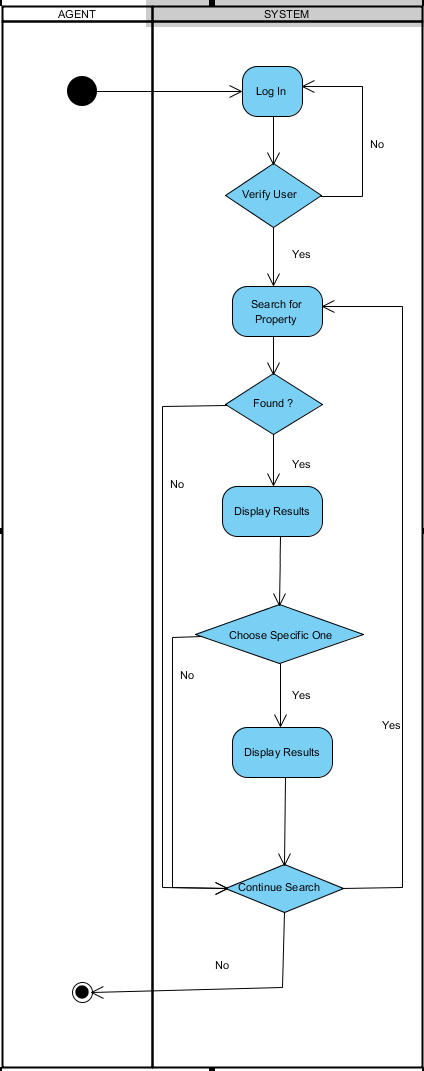 AGENT
SYSTEM
Log In
No
Verify User
Yes
Search for
Property
Found ?
Yes
No
Display Results
Choose Specific One
No
Yes
Yes
Display Results
Continue Search
No